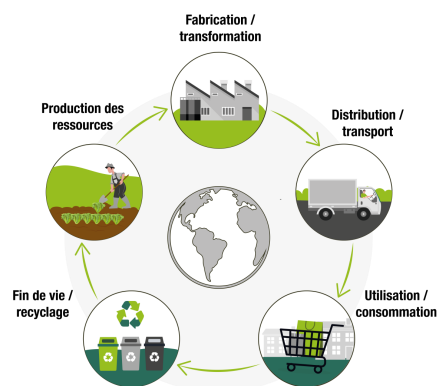 Fabrication /
transformation
Production des
ressources
Distribution /
transport
Fin de vie /
recyclage
Utilisation /
consommation